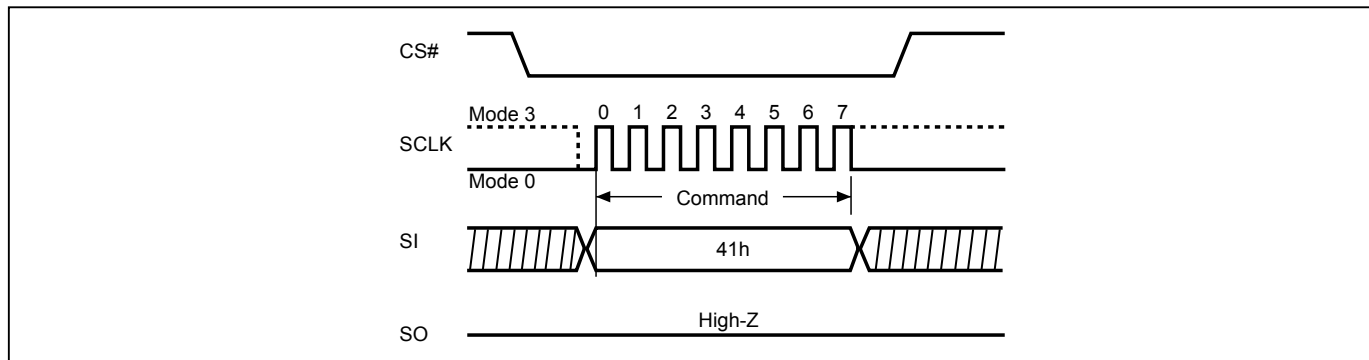 CS#
Mode 3
0 1 2 3 4 5 6 7
SCLK
Mode 0
Command
SI
41h
High-Z
SO